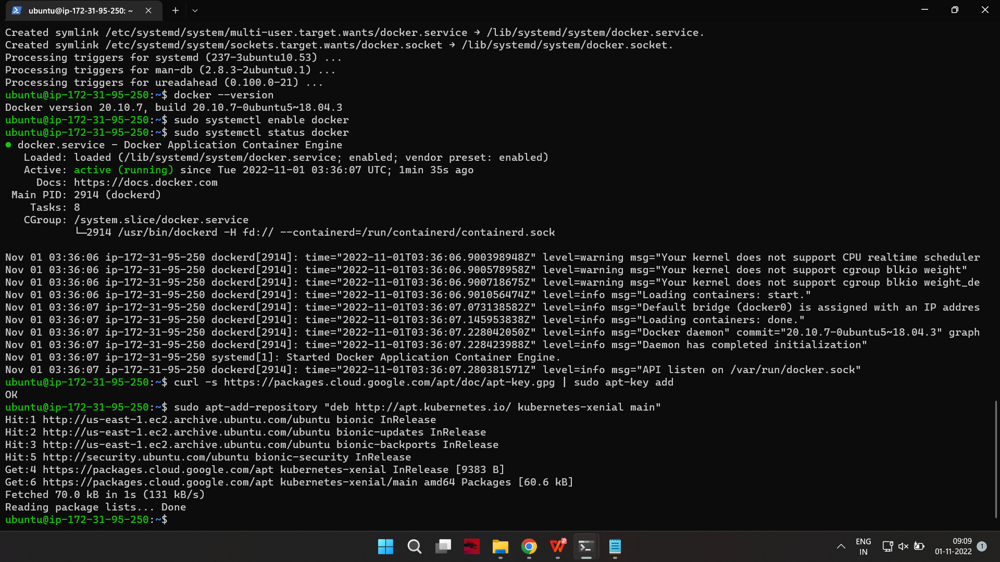 ubuntu@ip-172-31-95-250: ~
Created symlink /etc/systemd/system/multi-user.target.wants/docker.service → /lib/systemd/system/docker.service.
Created symlink /etc/systemd/system/sockets.target.wants/docker.socket → /lib/systemd/system/docker.socket.
Processing triggers for systemd (237-3ubuntu10.53) ...
Processing triggers for man-db (2.8.3-2ubuntu0.1) ...
Processing triggers for ureadahead (0.100.0-21) ...
ubuntu@ip-172-31-95-250:~$ docker --version
Docker version 20.10.7, build 20.10.7-0ubuntu5~18.04.3
ubuntu@ip-172-31-95-250:~$ sudo systemctl enable docker
ubuntu@ip-172-31-95-250:~$ sudo systemctl status docker
● docker.service - Docker Application Container Engine
   Loaded: loaded (/lib/systemd/system/docker.service; enabled; vendor preset: enabled)
   Active: active (running) since Tue 2022-11-01 03:36:07 UTC; 1min 35s ago
     Docs: https://docs.docker.com
 Main PID: 2914 (dockerd)
    Tasks: 8
   CGroup: /system.slice/docker.service
           └─2914 /usr/bin/dockerd -H fd:// --containerd=/run/containerd/containerd.sock
Nov 01 03:36:06 ip-172-31-95-250 dockerd[2914]: time="2022-11-01T03:36:06.900398948Z" level=warning msg="Your kernel does not support CPU realtime scheduler
Nov 01 03:36:06 ip-172-31-95-250 dockerd[2914]: time="2022-11-01T03:36:06.900578958Z" level=warning msg="Your kernel does not support cgroup blkio weight"
Nov 01 03:36:06 ip-172-31-95-250 dockerd[2914]: time="2022-11-01T03:36:06.900718675Z" level=warning msg="Your kernel does not support cgroup blkio weight_de
Nov 01 03:36:06 ip-172-31-95-250 dockerd[2914]: time="2022-11-01T03:36:06.901056474Z" level=info msg="Loading containers: start."
Nov 01 03:36:07 ip-172-31-95-250 dockerd[2914]: time="2022-11-01T03:36:07.073138582Z" level=info msg="Default bridge (docker0) is assigned with an IP addres
Nov 01 03:36:07 ip-172-31-95-250 dockerd[2914]: time="2022-11-01T03:36:07.145953838Z" level=info msg="Loading containers: done."
Nov 01 03:36:07 ip-172-31-95-250 dockerd[2914]: time="2022-11-01T03:36:07.228042050Z" level=info msg="Docker daemon" commit="20.10.7-0ubuntu5~18.04.3" graph
Nov 01 03:36:07 ip-172-31-95-250 dockerd[2914]: time="2022-11-01T03:36:07.228423988Z" level=info msg="Daemon has completed initialization"
Nov 01 03:36:07 ip-172-31-95-250 systemd[1]: Started Docker Application Container Engine.
Nov 01 03:36:07 ip-172-31-95-250 dockerd[2914]: time="2022-11-01T03:36:07.280381571Z" level=info msg="API listen on /var/run/docker.sock"
ubuntu@ip-172-31-95-250:~$ curl -s https://packages.cloud.google.com/apt/doc/apt-key.gpg | sudo apt-key add
OK
ubuntu@ip-172-31-95-250:~$ sudo apt-add-repository "deb http://apt.kubernetes.io/ kubernetes-xenial main"
Hit:1 http://us-east-1.ec2.archive.ubuntu.com/ubuntu bionic InRelease
Hit:2 http://us-east-1.ec2.archive.ubuntu.com/ubuntu bionic-updates InRelease
Hit:3 http://us-east-1.ec2.archive.ubuntu.com/ubuntu bionic-backports InRelease
Hit:5 http://security.ubuntu.com/ubuntu bionic-security InRelease
Get:4 https://packages.cloud.google.com/apt kubernetes-xenial InRelease [9383 B]
Get:6 https://packages.cloud.google.com/apt kubernetes-xenial/main amd64 Packages [60.6 kB]
Fetched 70.0 kB in 1s (131 kB/s)
Reading package lists... Done
ubuntu@ip-172-31-95-250:~$
ENG
IN
09:09
01-11-2022
1